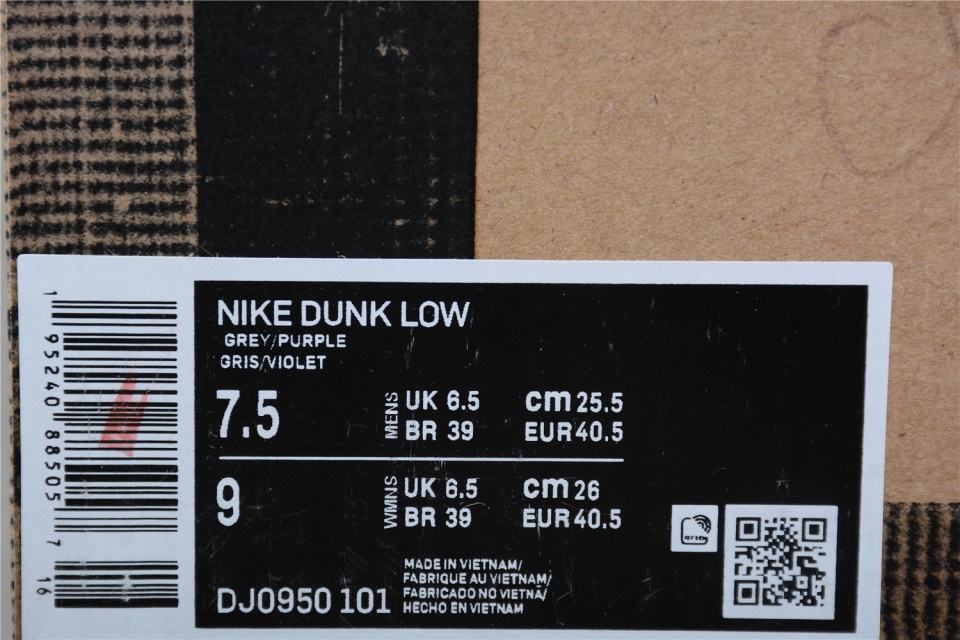 NIKE DUNK LOW
GREY/PURPLE
GRIS/VIOLET
7.5
MENS
UK 6.5
cm 25.5
BR 39
EUR 40.5
9
WMNS
UK 6.5
cm 26
BR 39
EUR 40.5
RFID
MADE IN VIETNAM/
FABRIQUE AU VIETNAM/
FABRICADO NO VIETNÃ/
HECHO EN VIETNAM
DJ0950 101
1 95240 88505 7
16